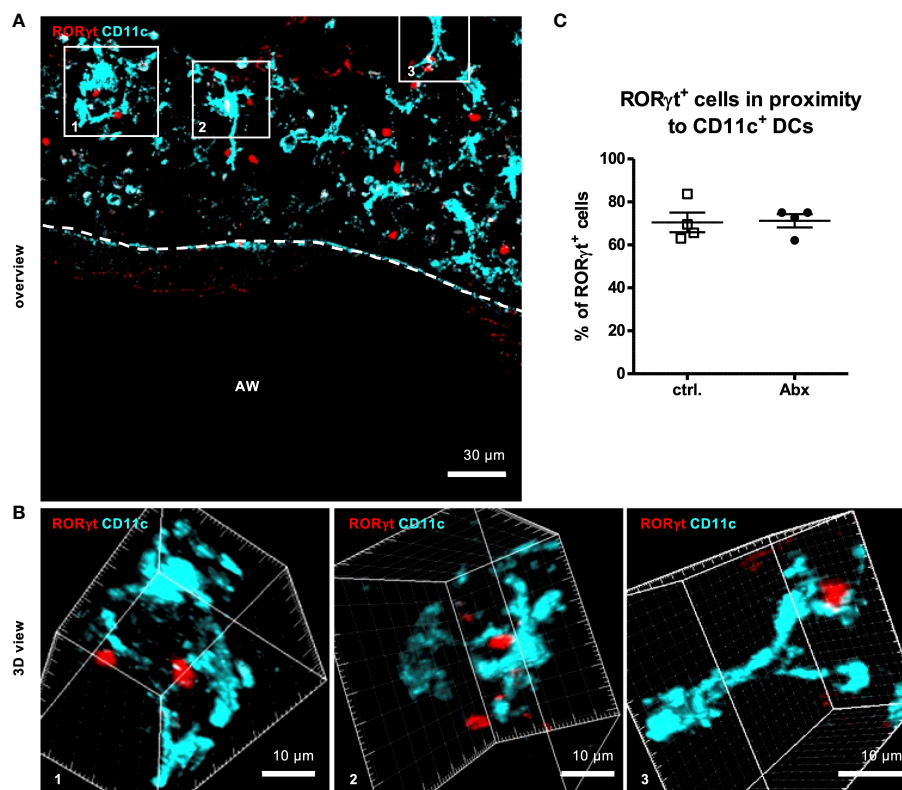 A
RORγt CD11c
1
2
3
overview
AW
30 µm
C
RORγt⁺ cells in proximity
to CD11c⁺ DCs
% of RORγt⁺ cells
100
80
60
40
20
0
ctrl.
Abx
B
3D view
RORγt CD11c
10 µm
1
RORγt CD11c
10 µm
2
RORγt CD11c
10 µm
3